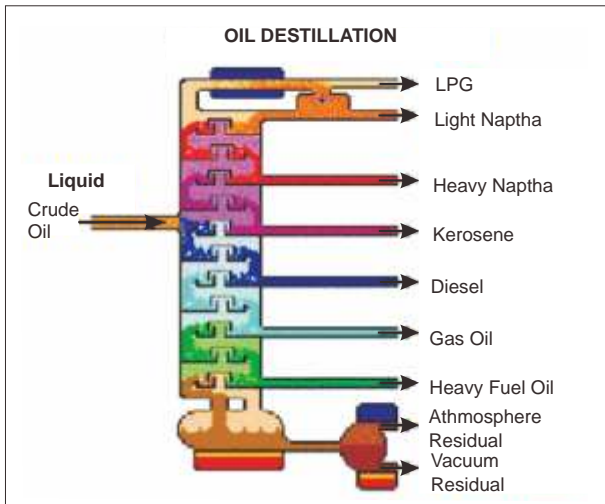 OIL DESTILLATION
LPG
Light Naptha
Heavy Naptha
Liquid
Crude
Oil
Kerosene
Diesel
Gas Oil
Heavy Fuel Oil
Athmosphere
Residual
Vacuum
Residual